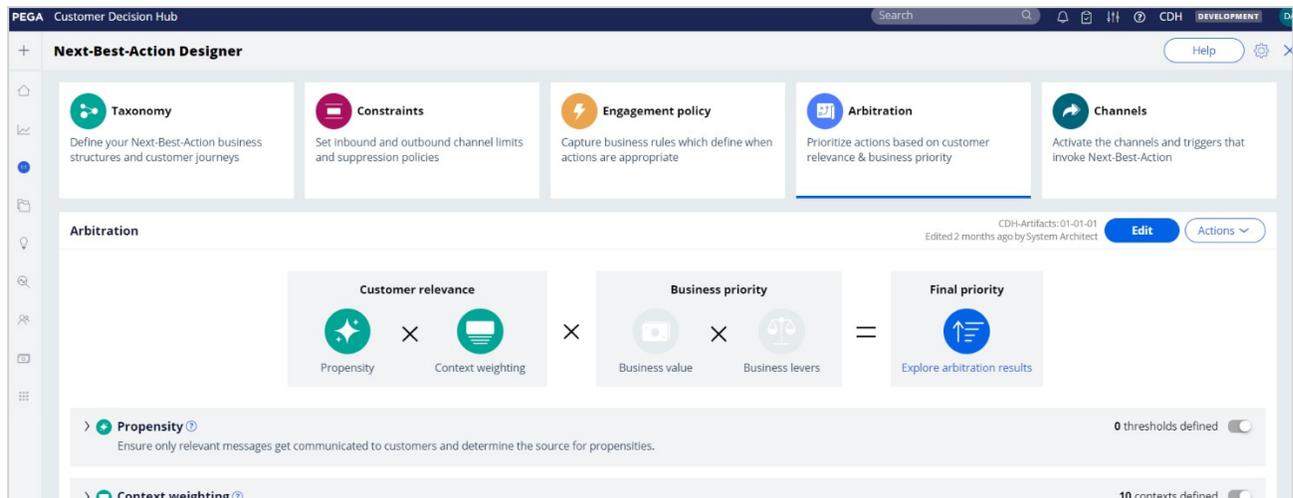 PEGA Customer Decision Hub
Search
CDH DEVELOPMENT
Next-Best-Action Designer
Help
Taxonomy
Define your Next-Best-Action business
structures and customer journeys
Constraints
Set inbound and outbound channel limits
and suppression policies
Engagement policy
Capture business rules which define when
actions are appropriate
Arbitration
Prioritize actions based on customer
relevance & business priority
Channels
Activate the channels and triggers that
invoke Next-Best-Action
Arbitration
CDH-Artifacts: 01-01-01
Edited 2 months ago by System Architect
Edit
Actions
Customer relevance
Propensity
×
Context weighting
×
Business priority
Business value
×
Business levers
=
Final priority
Explore arbitration results
Propensity
Ensure only relevant messages get communicated to customers and determine the source for propensities.
0 thresholds defined
Context weighting
10 contexts defined